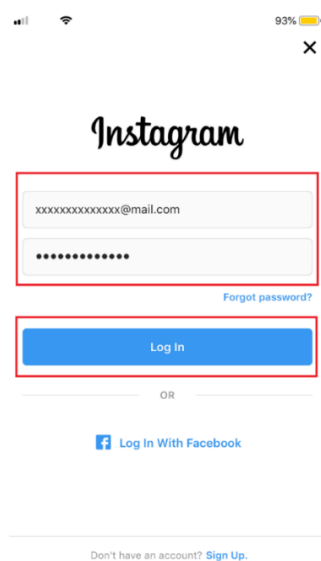 93%
Instagram
xxxxxxxxxxxxxx@mail.com
•••••••••••••
Forgot password?
Log In
OR
Log In With Facebook
Don't have an account? Sign Up.